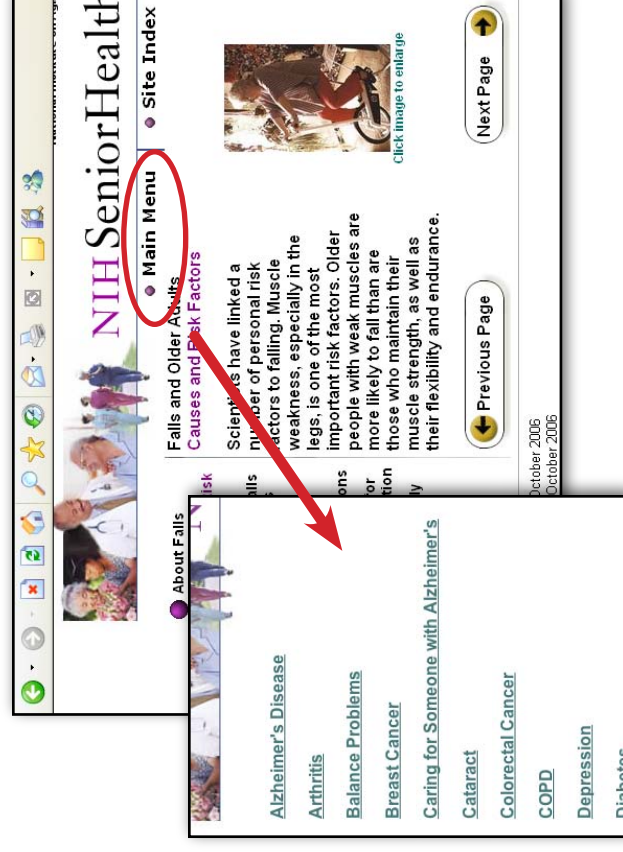 NIH SeniorHealth
Main Menu
Site Index
Falls and Older Adults
Causes and Risk Factors
Scientists have linked a
number of personal risk
factors to falling. Muscle
weakness, especially in the
legs, is one of the most
important risk factors. Older
people with weak muscles are
more likely to fall than are
those who maintain their
muscle strength, as well as
their flexibility and endurance.
Click image to enlarge
Previous Page
Next Page
October 2006
October 2006
About Falls
Alzheimer's Disease
Arthritis
Balance Problems
Breast Cancer
Caring for Someone with Alzheimer's
Cataract
Colorectal Cancer
COPD
Depression
Diabetes